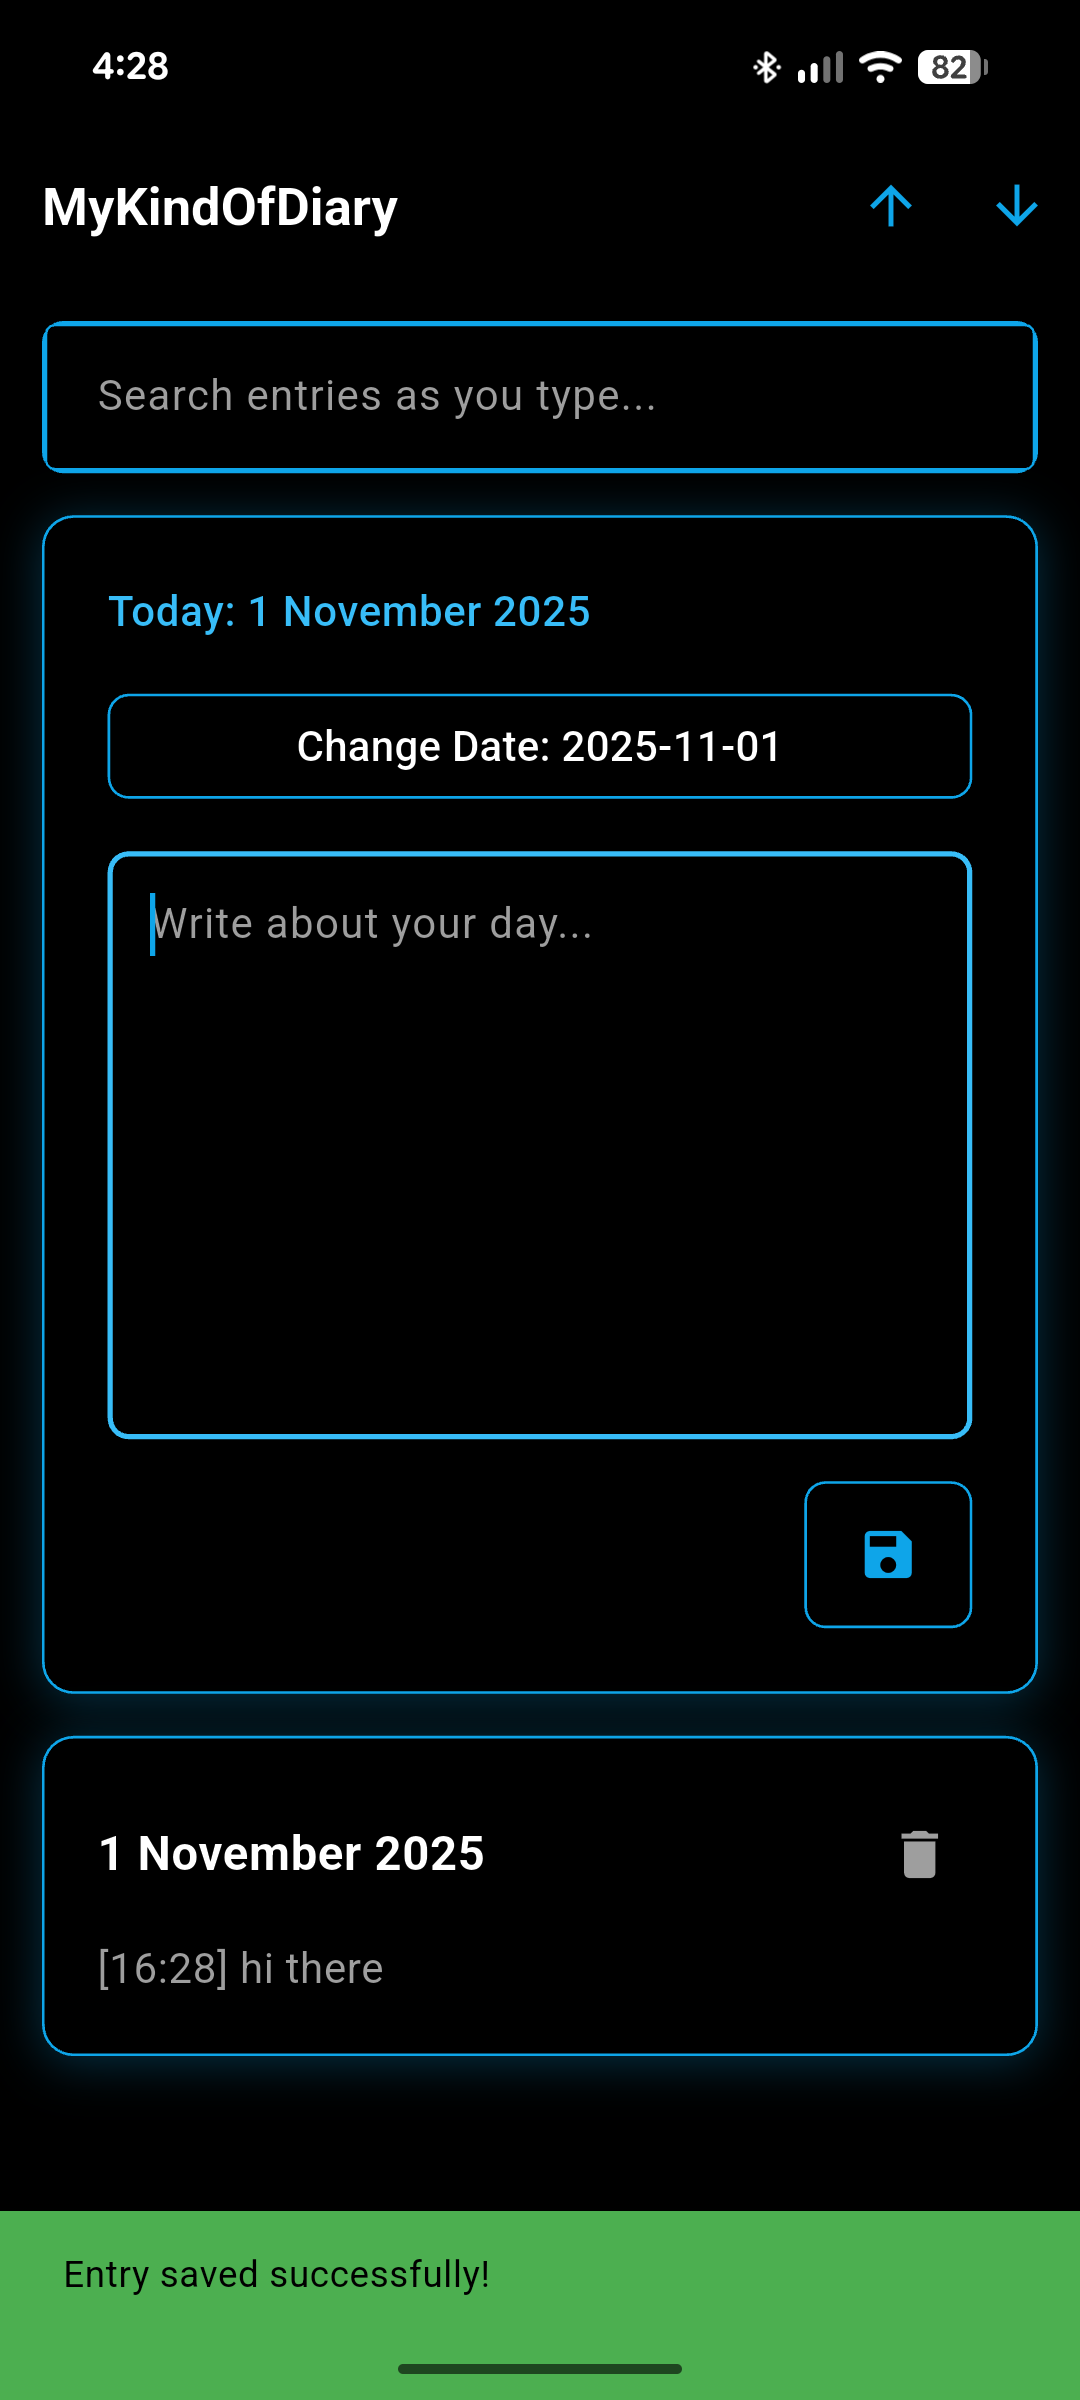 4:28
82
MyKindOfDiary
Search entries as you type...
Today: 1 November 2025
Change Date: 2025-11-01
Write about your day...
1 November 2025
[16:28] hi there
Entry saved successfully!